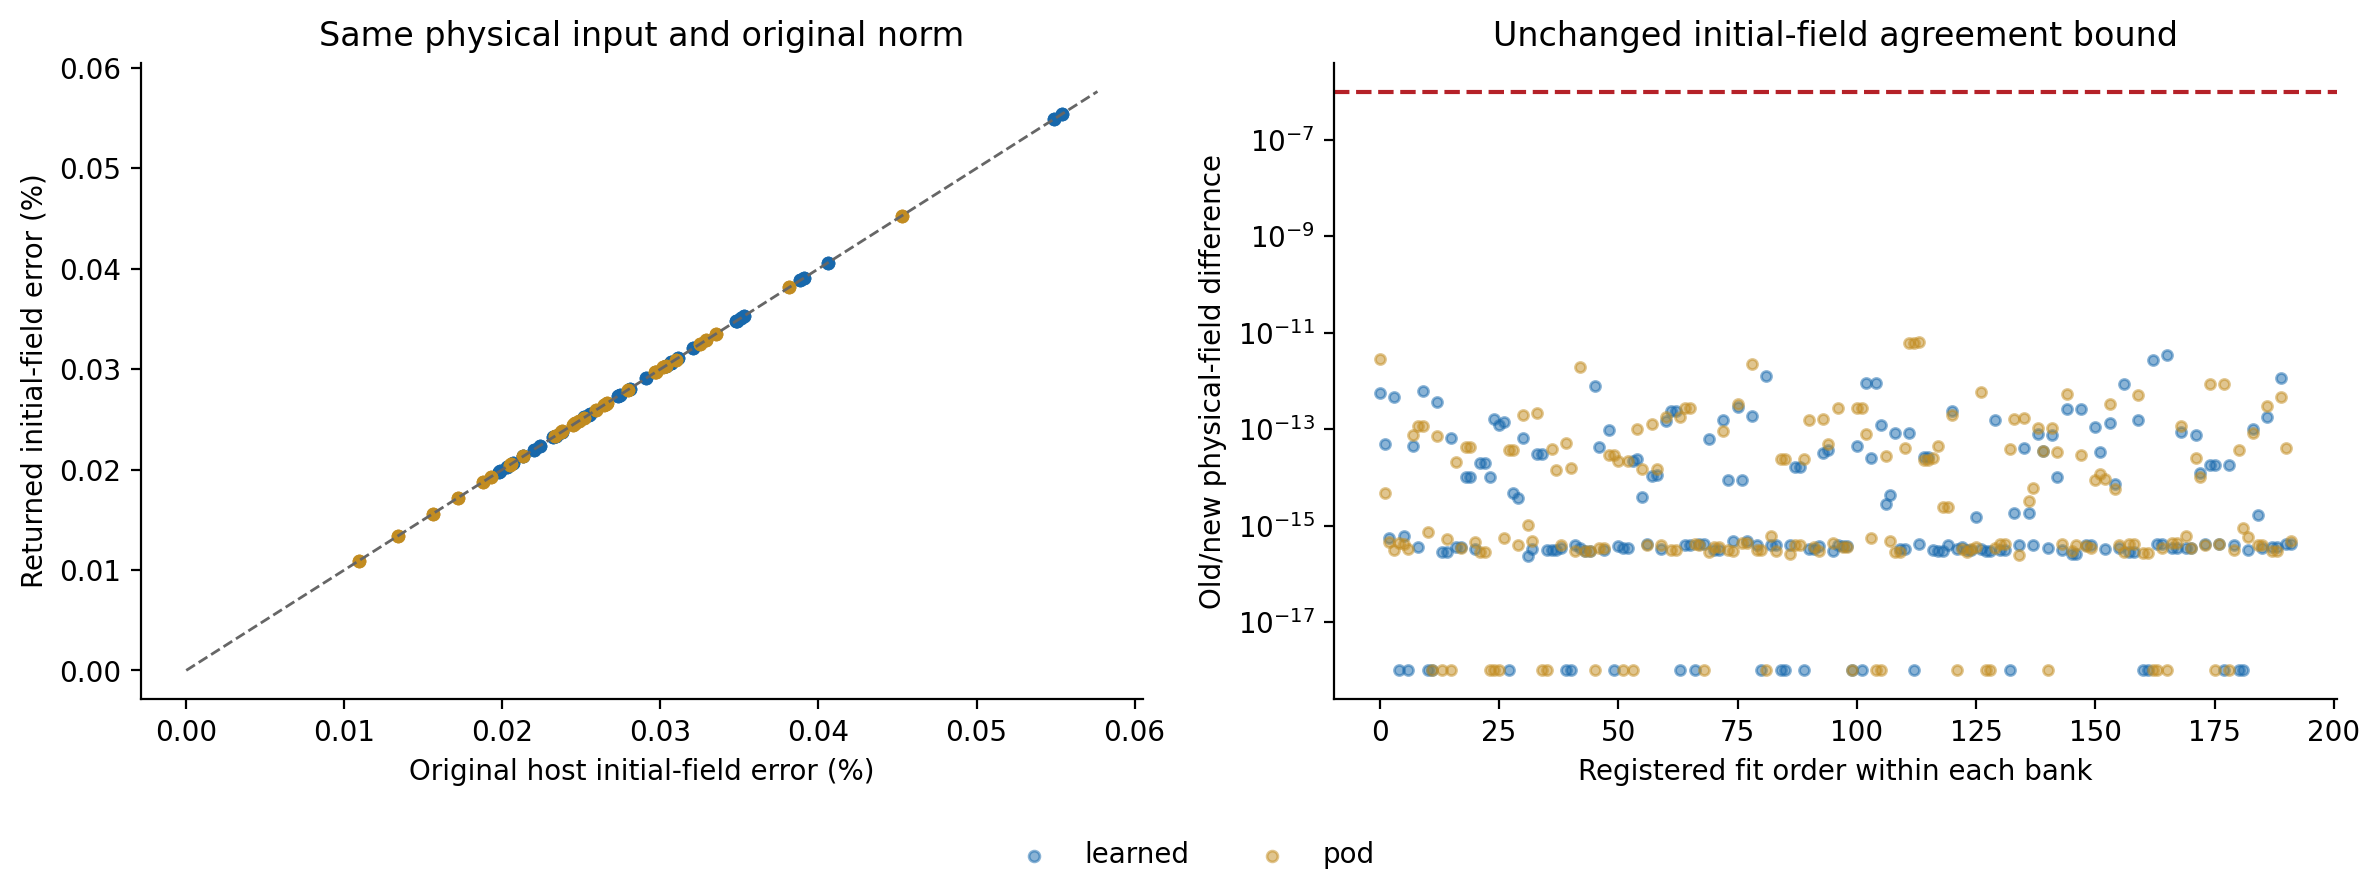 Same physical input and original norm
Returned initial-field error (%)
0.06
0.05
0.04
0.03
0.02
0.01
0.00
0.00 0.01 0.02 0.03 0.04 0.05 0.06
Original host initial-field error (%)
Unchanged initial-field agreement bound
Old/new physical-field difference
10⁻⁷
10⁻⁹
10⁻¹¹
10⁻¹³
10⁻¹⁵
10⁻¹⁷
0 25 50 75 100 125 150 175 200
Registered fit order within each bank
learned pod